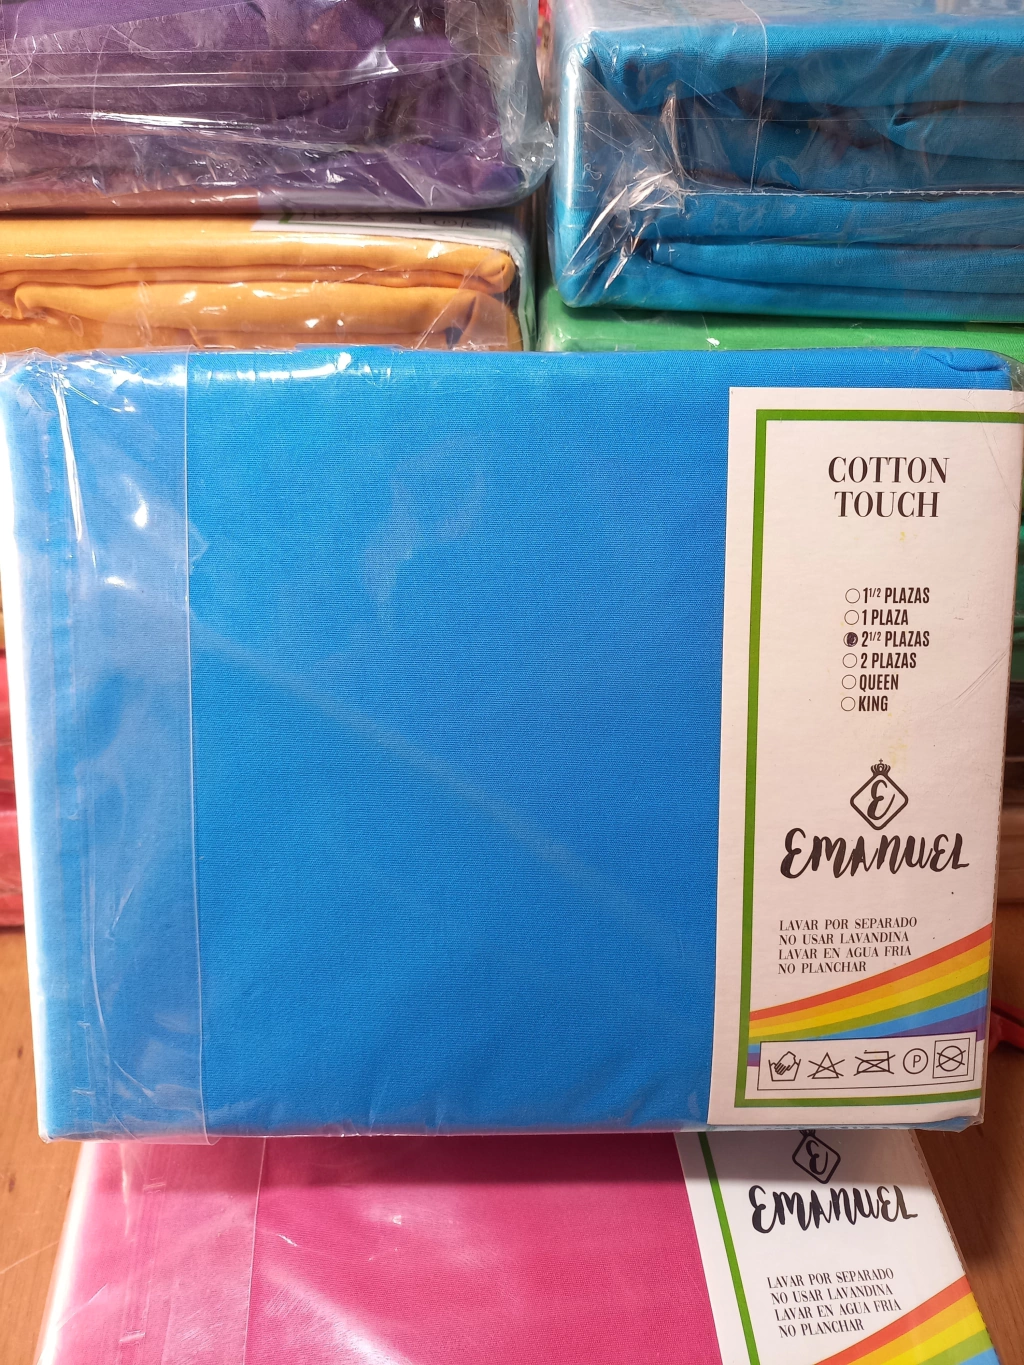 COTTON
TOUCH
1 1/2 PLAZAS
1 PLAZA
2 1/2 PLAZAS
2 PLAZAS
QUEEN
KING
E
EMANUEL
LAVAR POR SEPARADO
NO USAR LAVANDINA
LAVAR EN AGUA FRIA
NO PLANCHAR
P
E
EMANUEL
LAVAR POR SEPARADO
NO USAR LAVANDINA
LAVAR EN AGUA FRIA
NO PLANCHAR